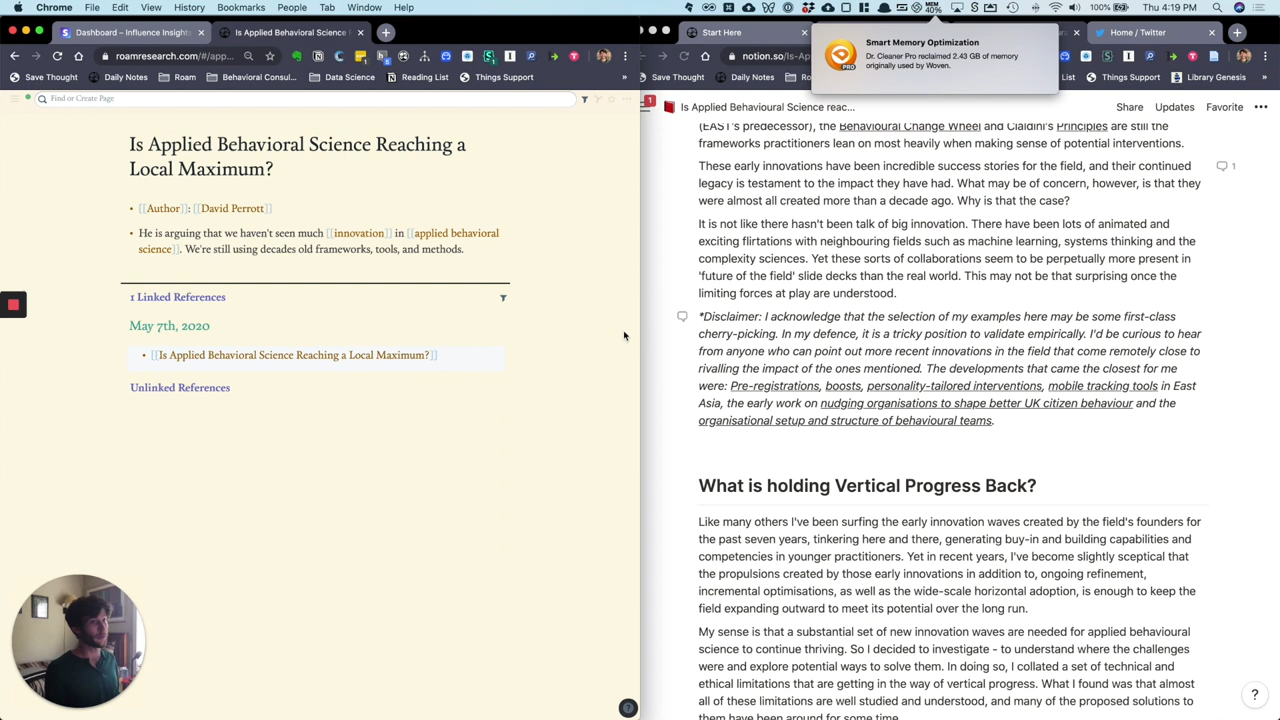 MEM
40%
100%
Thu 4:19 PM
Dashboard – Influence Insights
Is Applied Behavioral Science F
roamresearch.com
Save Thought
Daily Notes
Roam
Behavioral Consul...
Data Science
Reading List
Things Support
Find or Create Page
Is Applied Behavioral Science Reaching a
Local Maximum?
[[Author]]: [[David Perrott]]
He is arguing that we haven't seen much [[innovation]] in [[applied behavioral
science]]. We're still using decades old frameworks, tools, and methods.
1 Linked References
May 7th, 2020
[[Is Applied Behavioral Science Reaching a Local Maximum?]]
Unlinked References
Start Here
Home / Twitter
notion.so/Is-Ap
Smart Memory Optimization
Dr. Cleaner Pro reclaimed 2.43 GB of memory
originally used by Woven.
PRO
Save Thought
Daily Notes
Things Support
Library Genesis
1
Is Applied Behavioural Science reac...
Share
Updates
Favorite
(EAST's predecessor), the Behavioural Change Wheel and Cialdini's Principles are still the
frameworks practitioners lean on most heavily when making sense of potential interventions.
These early innovations have been incredible success stories for the field, and their continued
legacy is testament to the impact they have had. What may be of concern, however, is that they
were almost all created more than a decade ago. Why is that the case?
1
It is not like there hasn't been talk of big innovation. There have been lots of animated and
exciting flirtations with neighbouring fields such as machine learning, systems thinking and the
complexity sciences. Yet these sorts of collaborations seem to be perpetually more present in
'future of the field' slide decks than the real world. This may not be that surprising once the
limiting forces at play are understood.
*Disclaimer: I acknowledge that the selection of my examples here may be some first-class
cherry-picking. In my defence, it is a tricky position to validate empirically. I'd be curious to hear
from anyone who can point out more recent innovations in the field that come remotely close to
rivalling the impact of the ones mentioned. The developments that came the closest for me
were: Pre-registrations, boosts, personality-tailored interventions, mobile tracking tools in East
Asia, the early work on nudging organisations to shape better UK citizen behaviour and the
organisational setup and structure of behavioural teams.
What is holding Vertical Progress Back?
Like many others I've been surfing the early innovation waves created by the field's founders for
the past seven years, tinkering here and there, generating buy-in and building capabilities and
competencies in younger practitioners. Yet in recent years, I've become slightly sceptical that
the propulsions created by those early innovations in addition to, ongoing refinement,
incremental optimisations, as well as the wide-scale horizontal adoption, is enough to keep the
field expanding outward to meet its potential over the long run.
My sense is that a substantial set of new innovation waves are needed for applied behavioural
science to continue thriving. So I decided to investigate - to understand where the challenges
were and explore potential ways to solve them. In doing so, I collated a set of technical and
ethical limitations that are getting in the way of vertical progress. What I found was that almost
all of these limitations are well studied and understood, and many of the proposed solutions to
them have been around for some time.
?